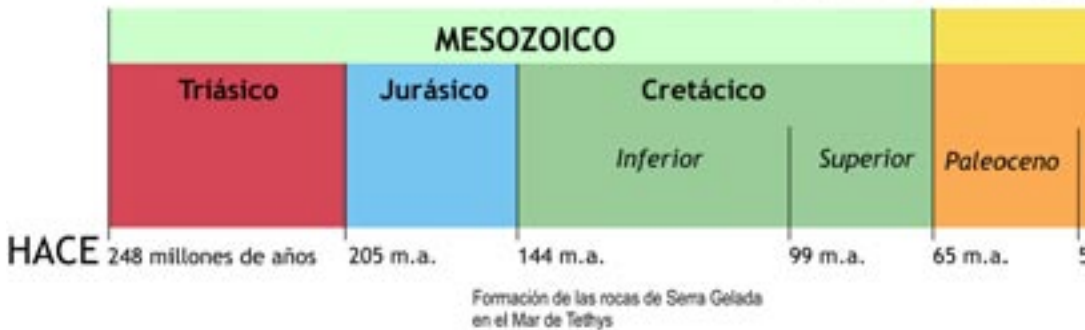 MESOZOICO
Triásico Jurásico Cretácico
Inferior Superior Paleoceno
HACE 248 millones de años 205 m.a. 144 m.a. 99 m.a. 65 m.a. 5
Formación de las rocas de Serra Gelada
en el Mar de Tethys